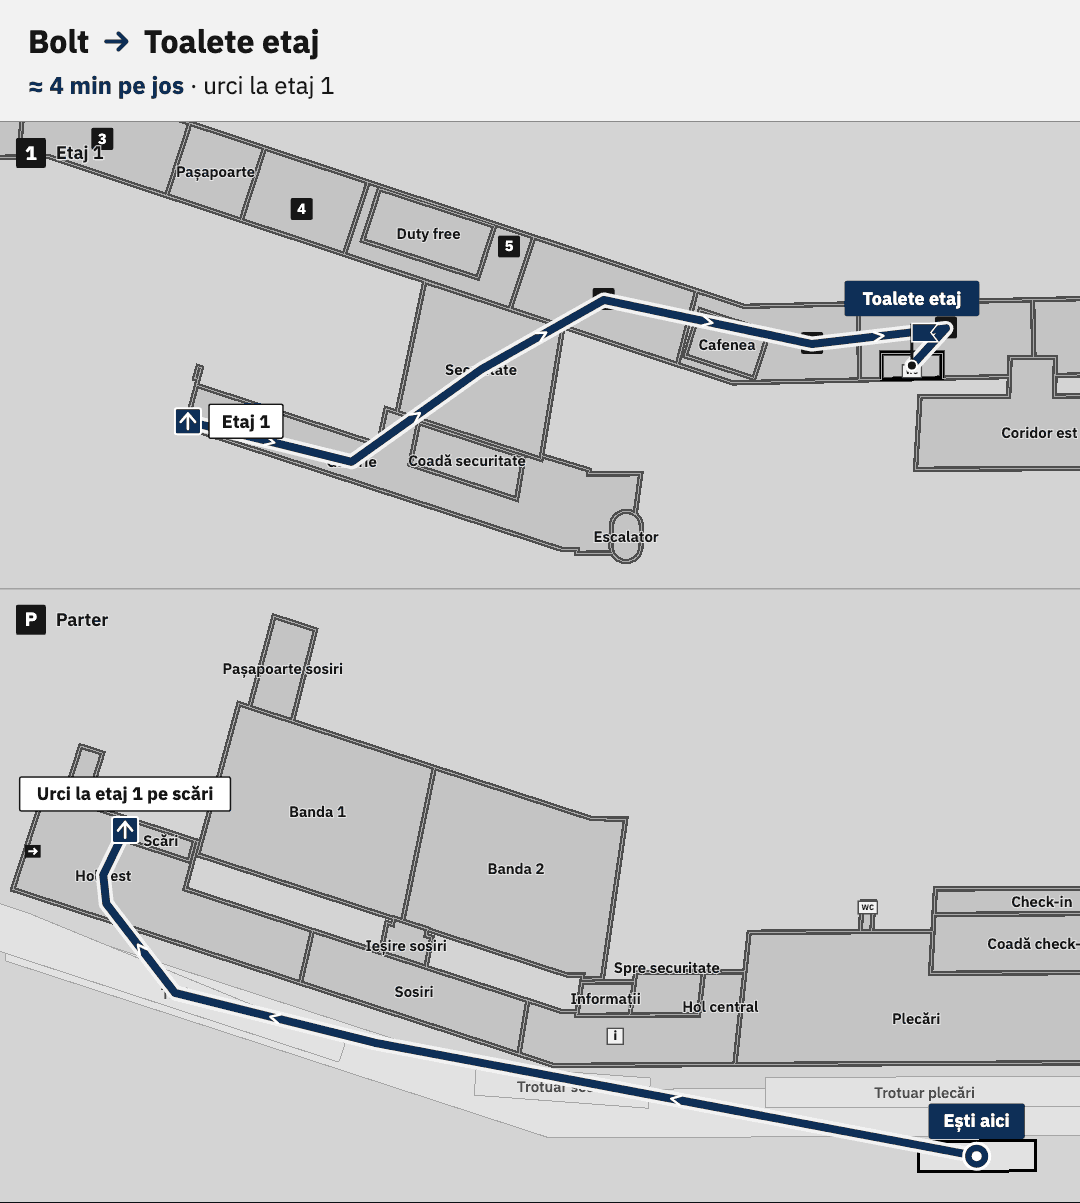 Bolt → Toalete etaj
≈ 4 min pe jos · urci la etaj 1
1 Etaj 1
3
Pașapoarte
4
Duty free
5
Toalete etaj
Cafenea
Etaj 1
Coadă securitate
Coridor est
Escalator
P Parter
Pașapoarte sosiri
Urci la etaj 1 pe scări
Scări
Banda 1
Banda 2
Ieșire sosiri
Sosiri
Spre securitate
Informații
Hol central
i
WC
Check-in
Coadă check-
Plecări
Trotuar
Trotuar plecări
Ești aici